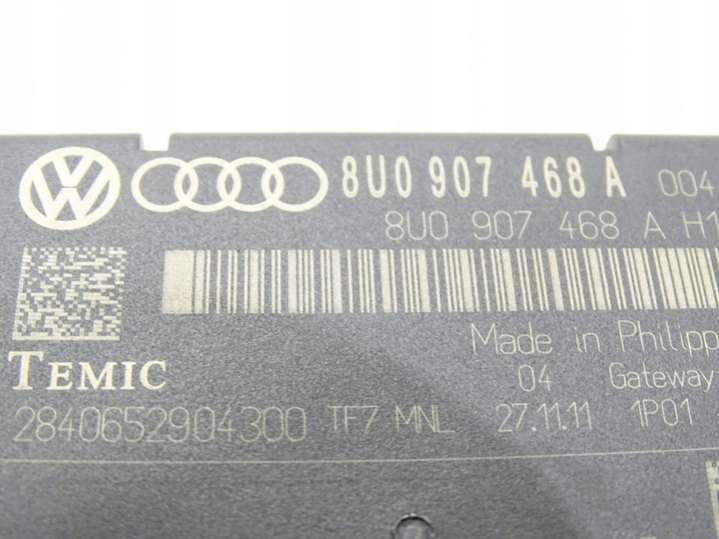 8U0 907 468 A 004
8U0 907 468 A H1
Made in Philipp
TEMIC
04 Gateway
2840652904300 TF7 MNL 27.11.11 1P01